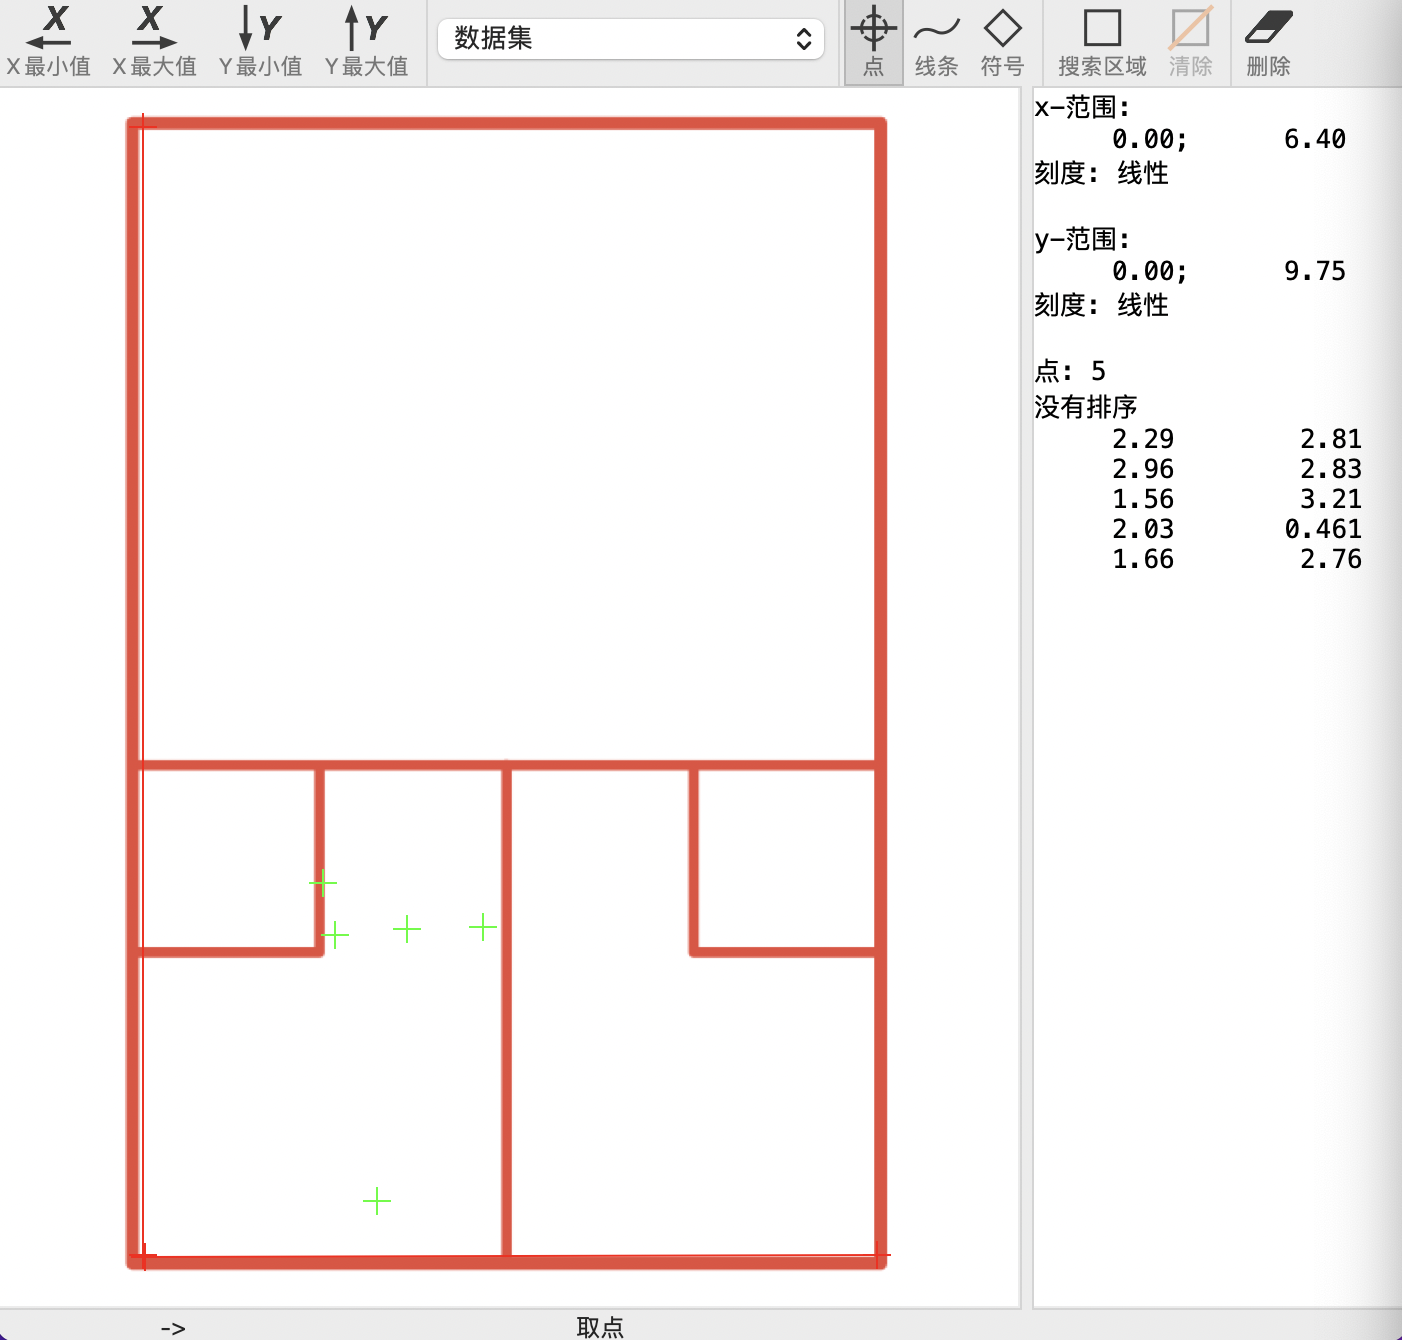 X X Y Y
X 最小值 X 最大值 Y 最小值 Y 最大值 数据集 点 线条 符号 搜索区域 清除 删除
x-范围:
0.00; 6.40
刻度: 线性
y-范围:
0.00; 9.75
刻度: 线性
点: 5
没有排序
2.29 2.81
2.96 2.83
1.56 3.21
2.03 0.461
1.66 2.76
-> 取点